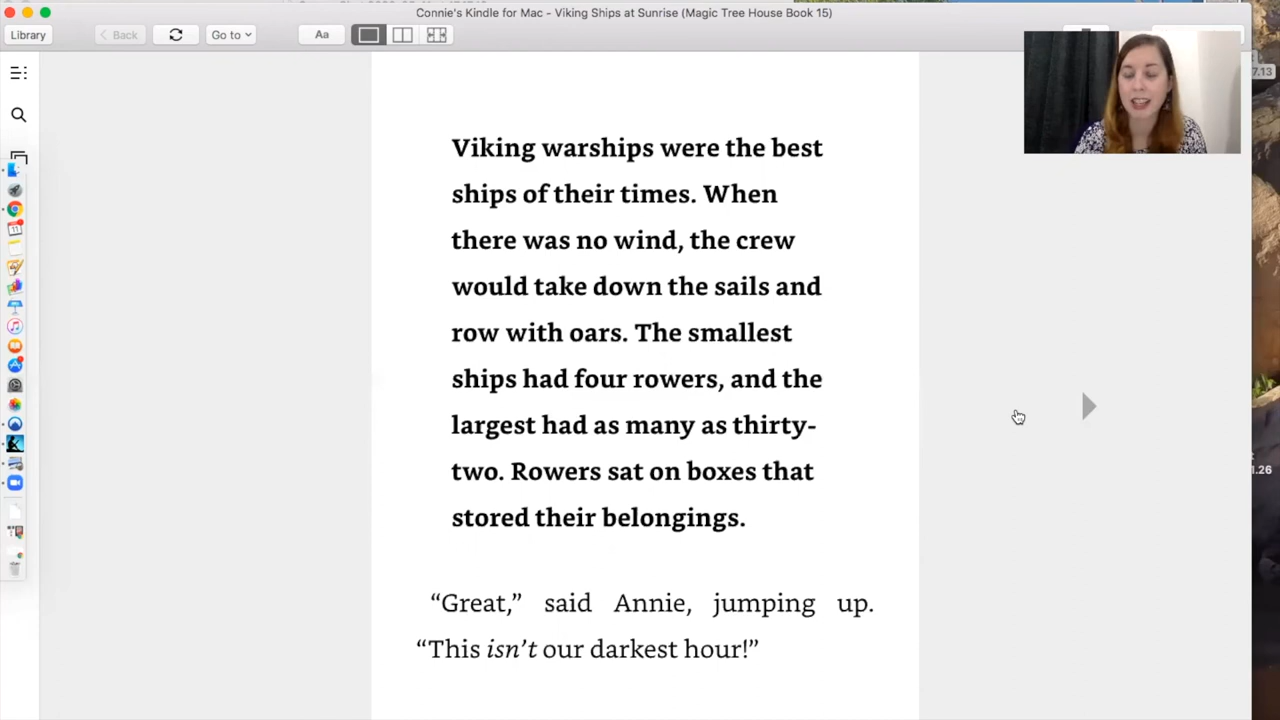 Connie's Kindle for Mac - Viking Ships at Sunrise (Magic Tree House Book 15)
Library
Back
Go to
Aa
7.13
Viking warships were the best
ships of their times. When
there was no wind, the crew
would take down the sails and
row with oars. The smallest
ships had four rowers, and the
largest had as many as thirty-
two. Rowers sat on boxes that
stored their belongings.
1.26
“Great,” said Annie, jumping up.
“This isn’t our darkest hour!”